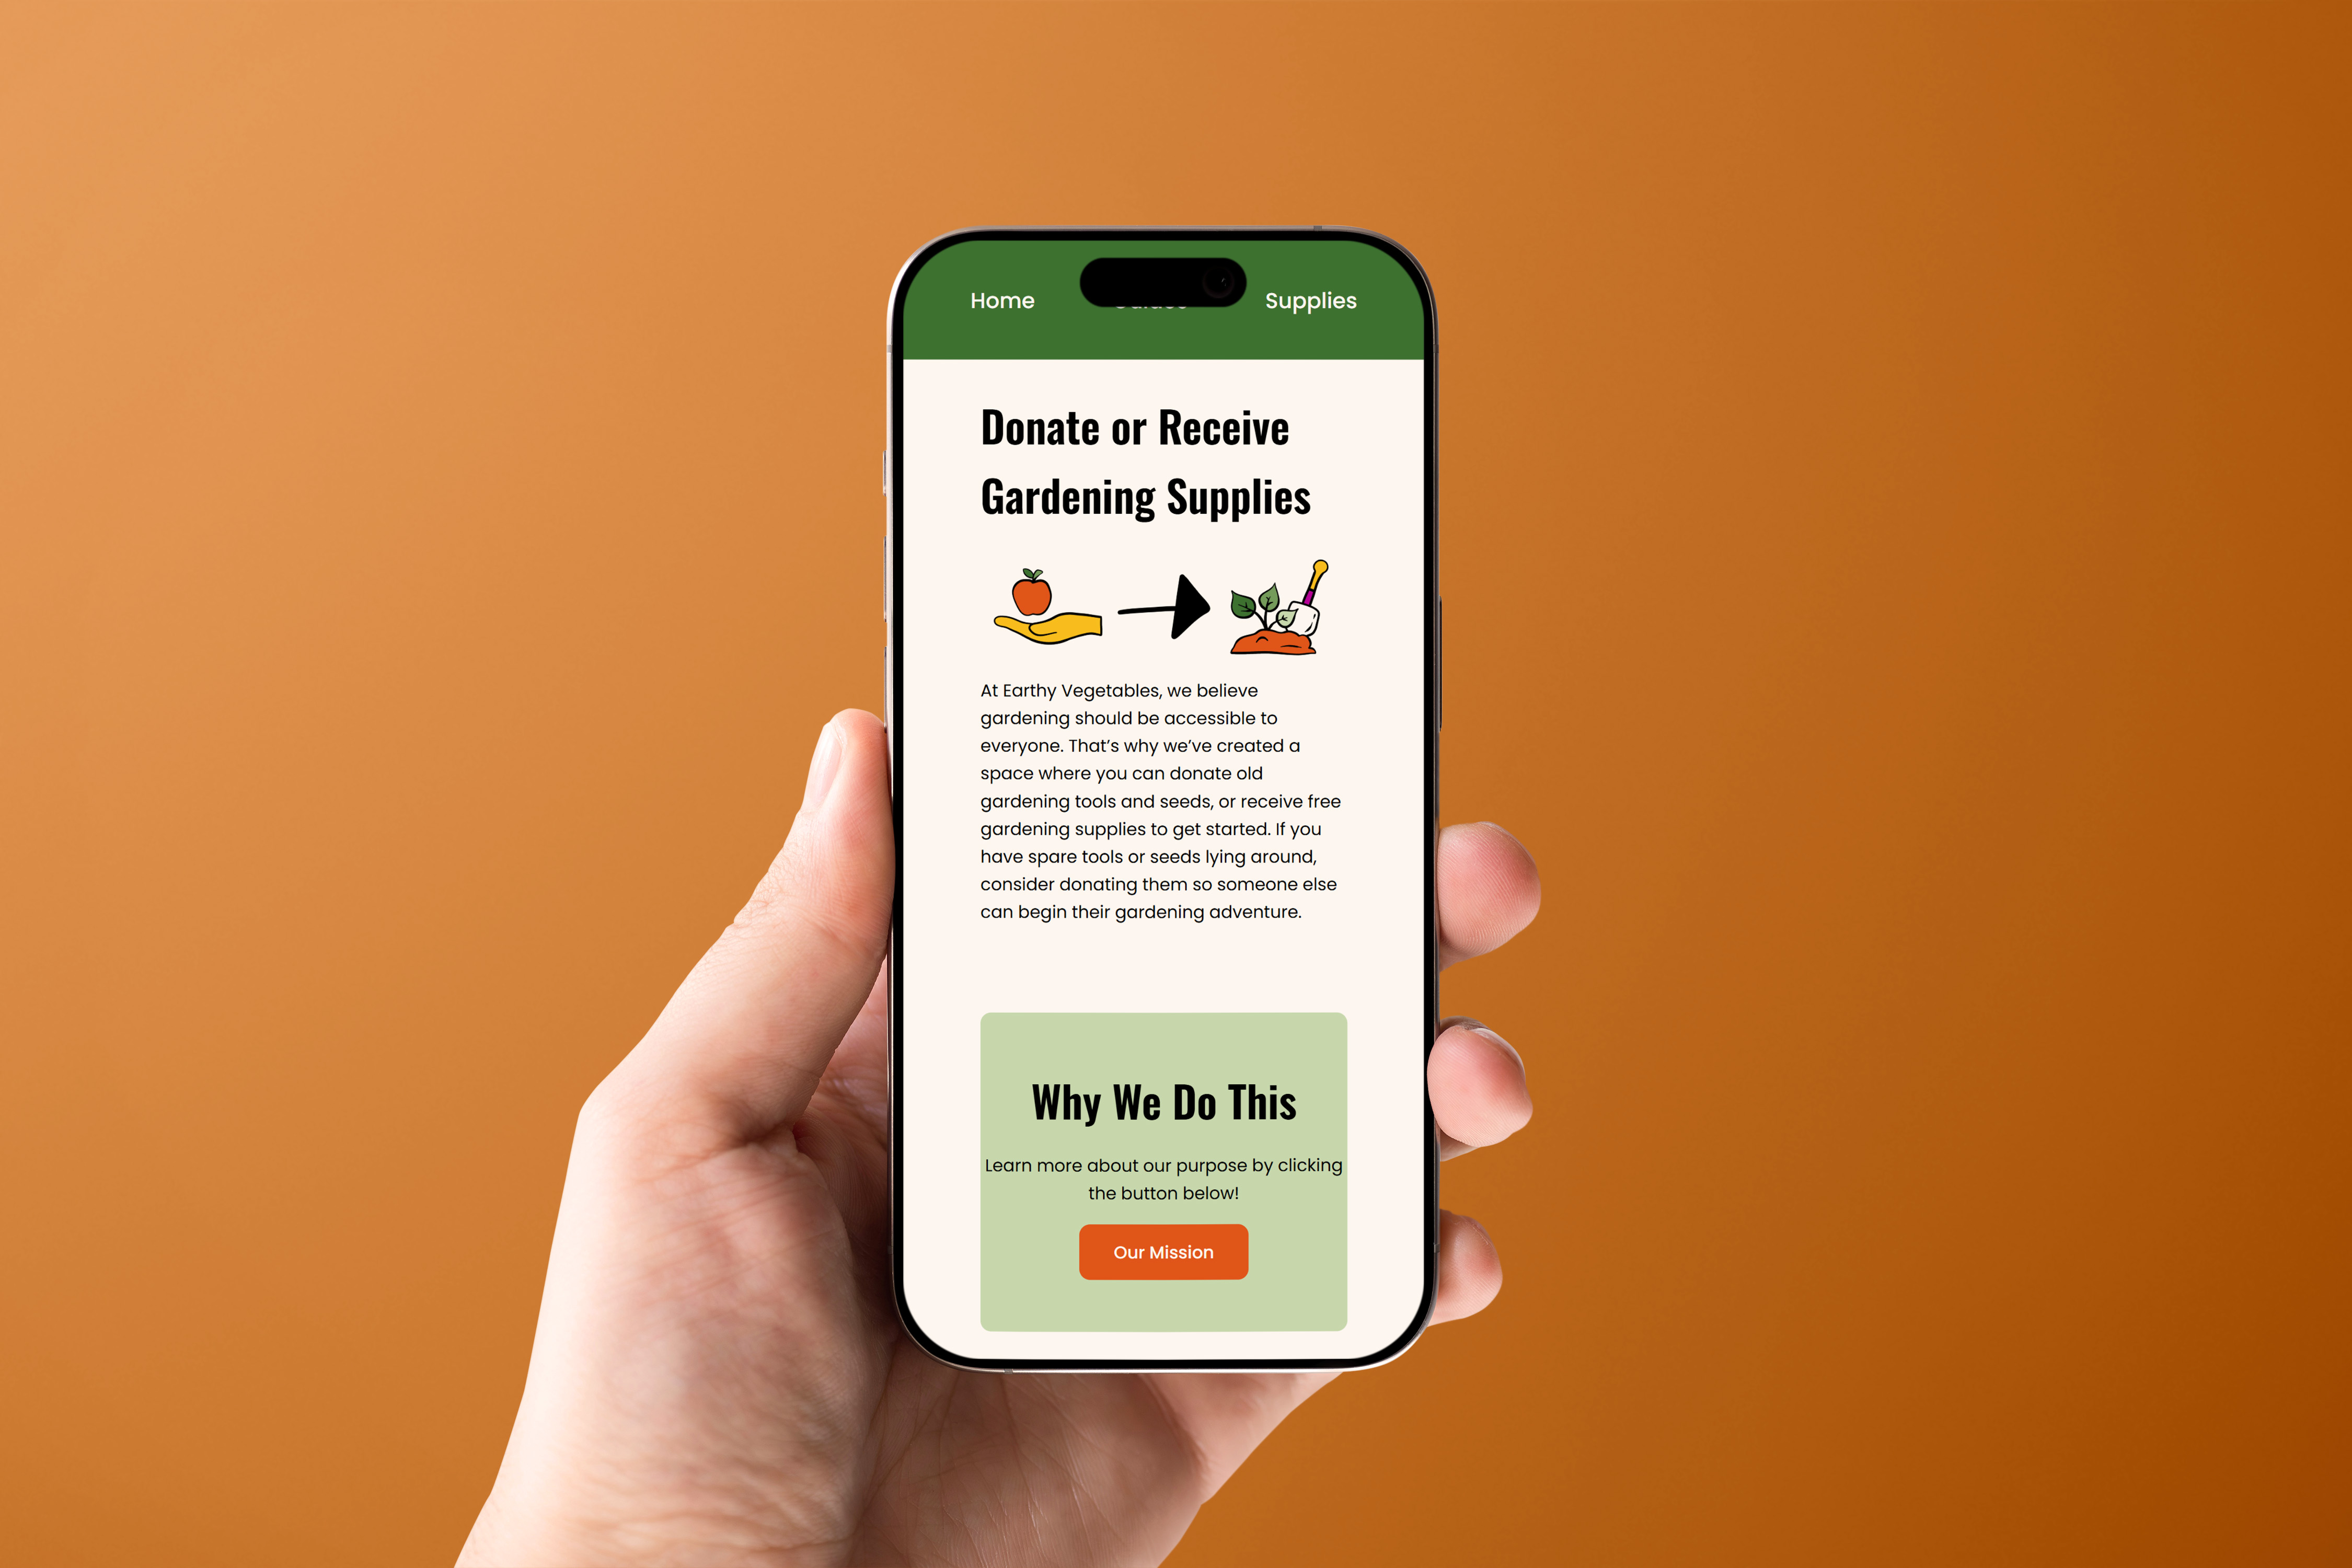 Home Supplies
Donate or Receive
Gardening Supplies
At Earthy Vegetables, we believe
gardening should be accessible to
everyone. That’s why we’ve created a
space where you can donate old
gardening tools and seeds, or receive free
gardening supplies to get started. If you
have spare tools or seeds lying around,
consider donating them so someone else
can begin their gardening adventure.
Why We Do This
Learn more about our purpose by clicking
the button below!
Our Mission